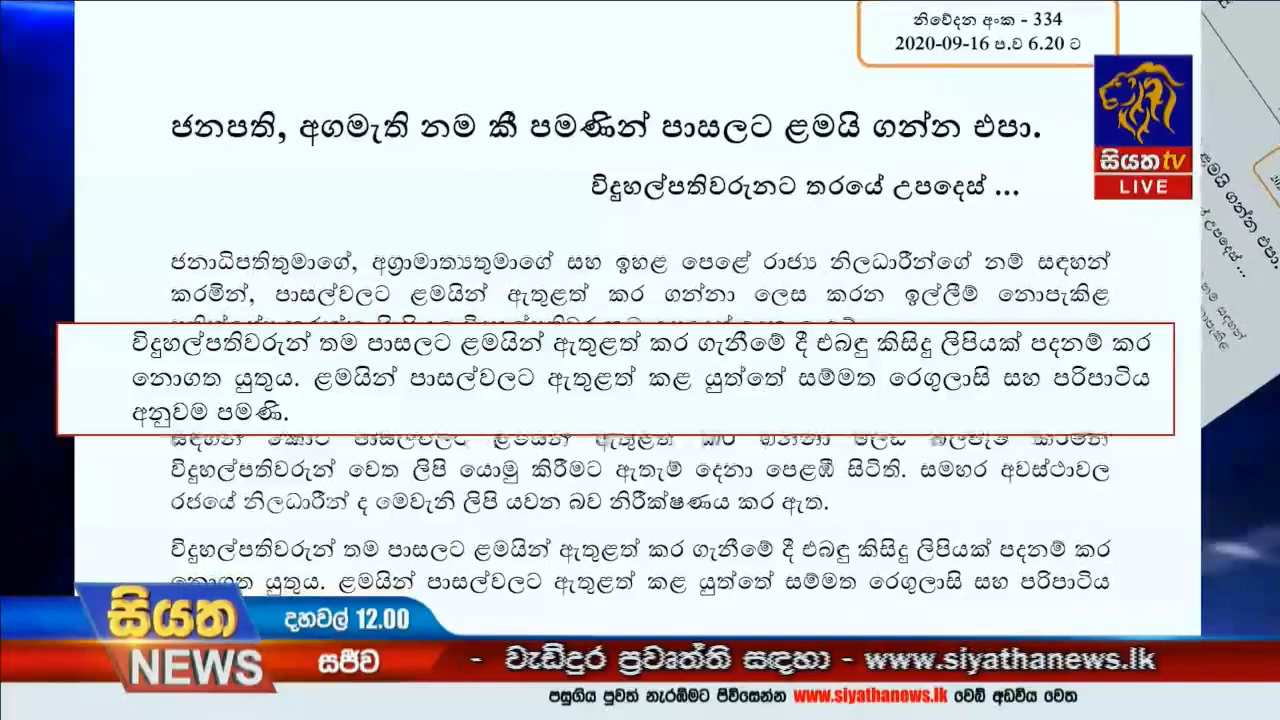 නිවේදන අංක - 334
2020-09-16 ප.ව 6.20 ට
ජනපති, අගමැති නම කී පමණින් පාසලට ළමයි ගන්න එපා.
සියත tv
LIVE
විදුහල්පතිවරුනට තරයේ උපදෙස් ...
ජනාධිපතිතුමාගේ, අග්‍රාමාත්‍යතුමාගේ සහ ඉහළ පෙළේ රාජ්‍ය නිලධාරීන්ගේ නම් සඳහන්
කරමින්, පාසල්වලට ළමයින් ඇතුළත් කර ගන්නා ලෙස කරන ඉල්ලීම් නොපැකිළ
විදුහල්පතිවරුන් තම පාසලට ළමයින් ඇතුළත් කර ගැනීමේ දී එබඳු කිසිදු ලිපියක් පදනම් කර
නොගත යුතුය. ළමයින් පාසල්වලට ඇතුළත් කළ යුත්තේ සම්මත රෙගුලාසි සහ පරිපාටිය
අනුවම පමණි.
විදුහල්පතිවරුන් වෙත ලිපි යොමු කිරීමට ඇතැම් දෙනා පෙළඹී සිටිති. සමහර අවස්ථාවල
රජයේ නිලධාරීන් ද මෙවැනි ලිපි යවන බව නිරීක්ෂණය කර ඇත.
විදුහල්පතිවරුන් තම පාසලට ළමයින් ඇතුළත් කර ගැනීමේ දී එබඳු කිසිදු ලිපියක් පදනම් කර
නොගත යුතුය. ළමයින් පාසල්වලට ඇතුළත් කළ යුත්තේ සම්මත රෙගුලාසි සහ පරිපාටිය
සියත
NEWS
දහවල් 12.00
සජීව
- වැඩිදුර ප්‍රවෘත්ති සඳහා - www.siyathanews.lk
පසුගිය පුවත් නැරඹීමට පිවිසෙන්න www.siyathanews.lk වෙබ් අඩවිය වෙත